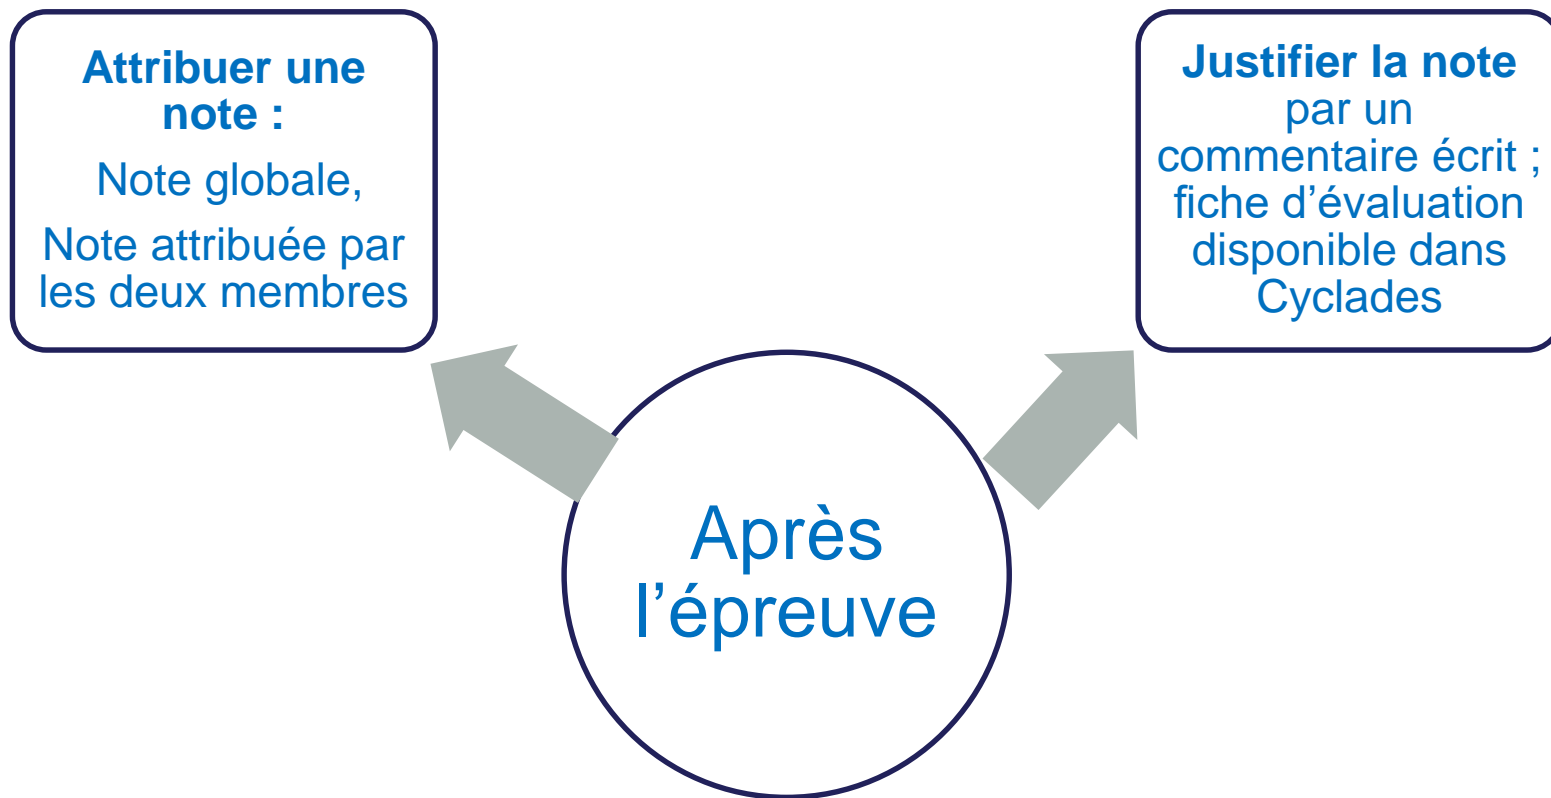 Attribuer une
note :
Note globale,
Note attribuée par
les deux membres
Justifier la note
par un
commentaire écrit ;
fiche d’évaluation
disponible dans
Cyclades
Après
l’épreuve